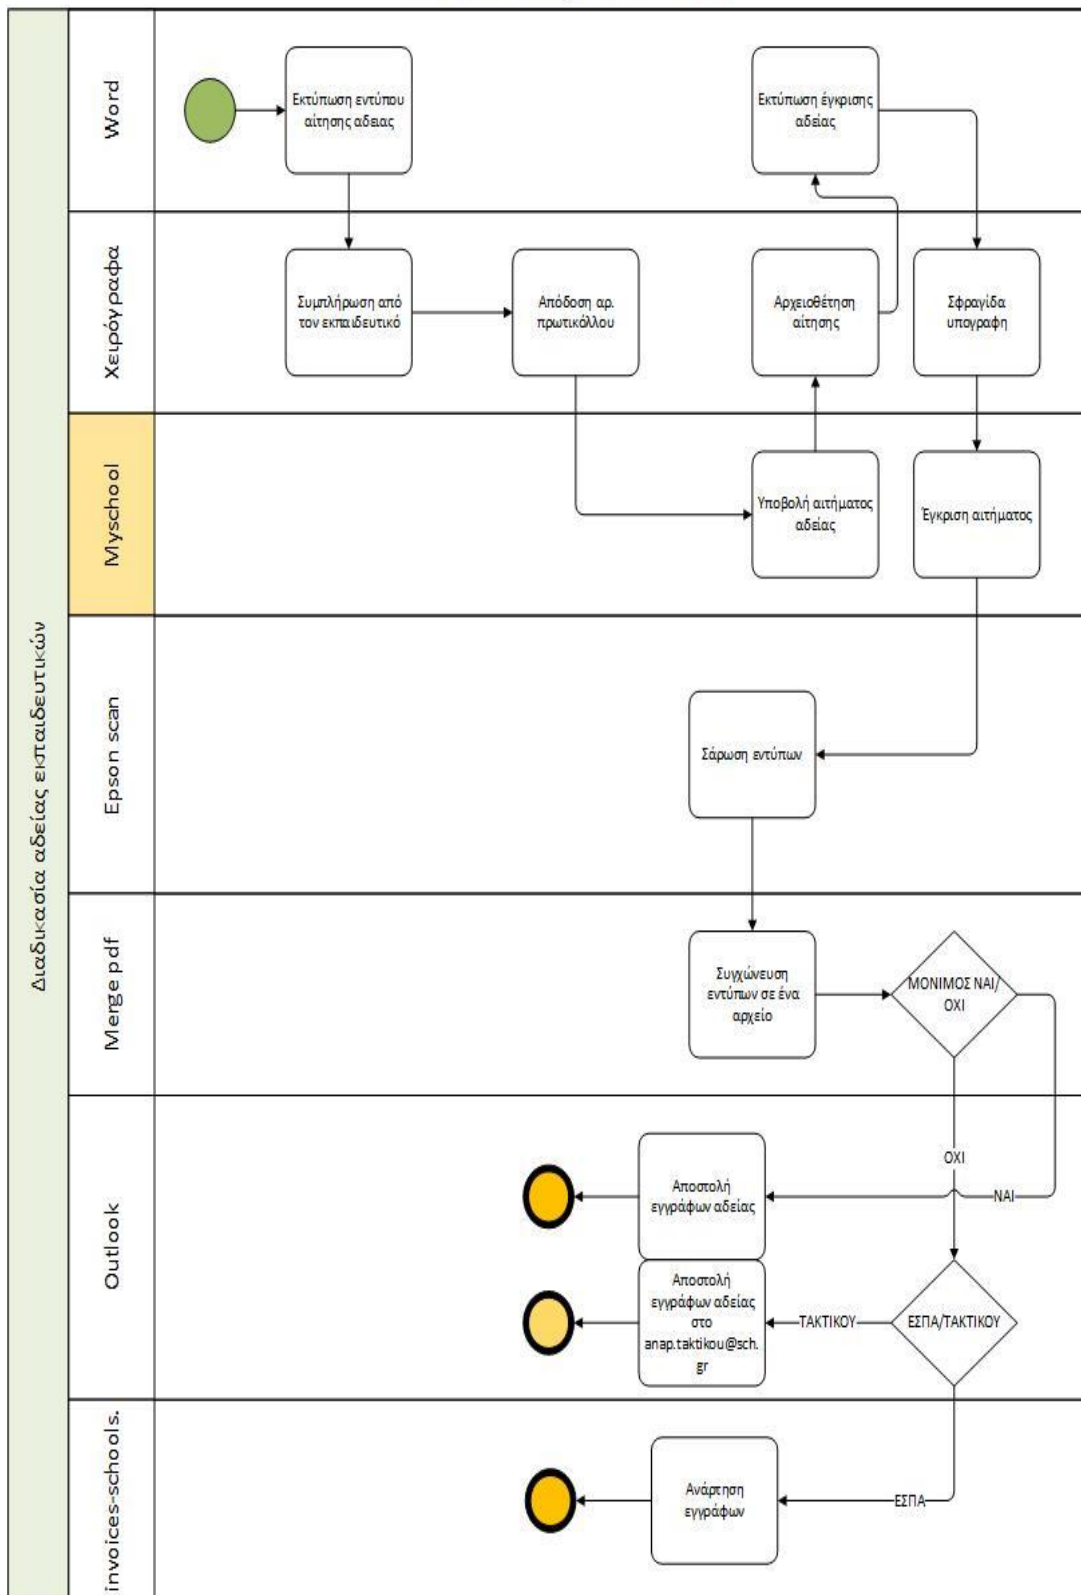 Διαδικασία αδείας εκπαιδευτικών
Word
Εκτύπωση εντύπου
αίτησης αδειας
Εκτύπωση έγκρισης
αδείας
Χειρόγραφα
Συμπλήρωση από
τον εκπαιδευτικό
Απόδοση αρ.
πρωτικόλλου
Αρχειοθέτηση
αίτησης
Σφραγίδα
υπογραφη
Myschool
Υποβολή αιτήματος
αδείας
Έγκριση αιτήματος
Epson scan
Σάρωση εντύπων
Merge pdf
Συγχώνευση
εντύπων σε ένα
αρχείο
ΜΟΝΙΜΟΣ ΝΑΙ/
ΟΧΙ
Outlook
ΟΧΙ
Αποστολή
εγγράφων αδείας
ΝΑΙ
Αποστολή
εγγράφων αδείας
στο
anap.taktikou@sch.
gr
ΤΑΚΤΙΚΟΥ
ΕΣΠΑ/ΤΑΚΤΙΚΟΥ
invoices-schools.
Ανάρτηση
εγγράφων
ΕΣΠΑ